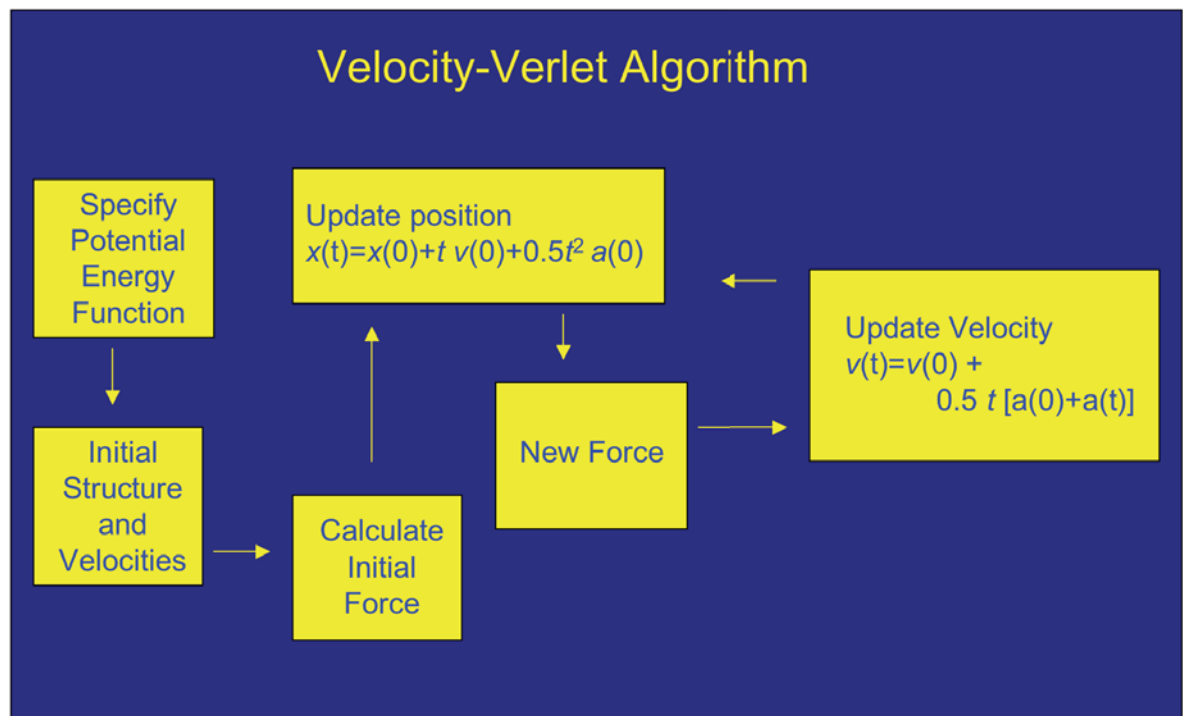 Velocity-Verlet Algorithm
Specify
Potential
Energy
Function
Initial
Structure
and
Velocities
Calculate
Initial
Force
Update position
x(t)=x(0)+t v(0)+0.5t² a(0)
New Force
Update Velocity
v(t)=v(0) +
0.5 t [a(0)+a(t)]